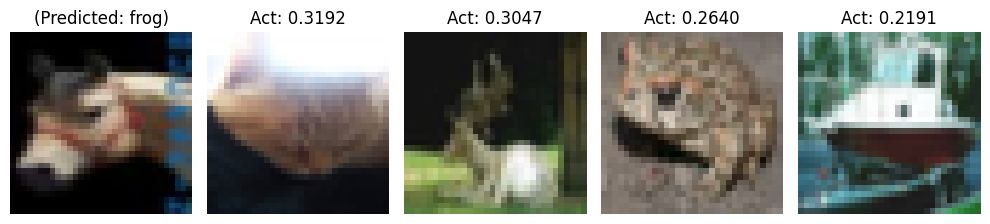 (Predicted: frog)
Act: 0.3192
Act: 0.3047
Act: 0.2640
Act: 0.2191